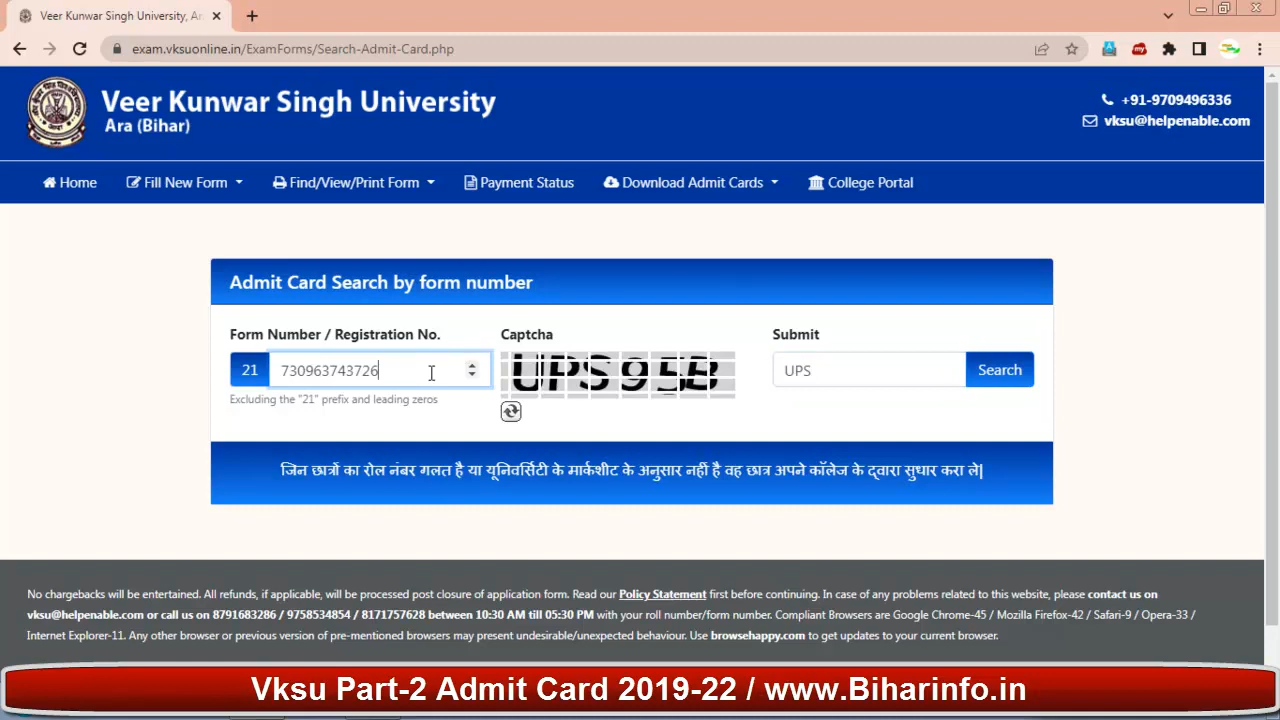 Veer Kunwar Singh University, Ar
exam.vksuonline.in/ExamForms/Search-Admit-Card.php
Veer Kunwar Singh University
Ara (Bihar)
+91-9709496336
vksu@helpenable.com
Home Fill New Form Find/View/Print Form Payment Status Download Admit Cards College Portal
Admit Card Search by form number
Form Number / Registration No. Captcha Submit
21 730963743726 UPS95B UPS Search
Excluding the "21" prefix and leading zeros
जिन छात्रों का रोल नंबर गलत है या यूनिवर्सिटी के मार्कशीट के अनुसार नहीं है वह छात्र अपने कॉलेज के द्वारा सुधार करा ले|
No chargebacks will be entertained. All refunds, if applicable, will be processed post closure of application form. Read our Policy Statement first before continuing. In case of any problems related to this website, please contact us on
vksu@helpenable.com or call us on 8791683286 / 9758534854 / 8171757628 between 10:30 AM till 05:30 PM with your roll number/form number. Compliant Browsers are Google Chrome-45 / Mozilla Firefox-42 / Safari-9 / Opera-33 /
Internet Explorer-11. Any other browser or previous version of pre-mentioned browsers may present undesirable/unexpected behaviour. Use browsehappy.com to get updates to your current browser.
Vksu Part-2 Admit Card 2019-22 / www.Biharinfo.in